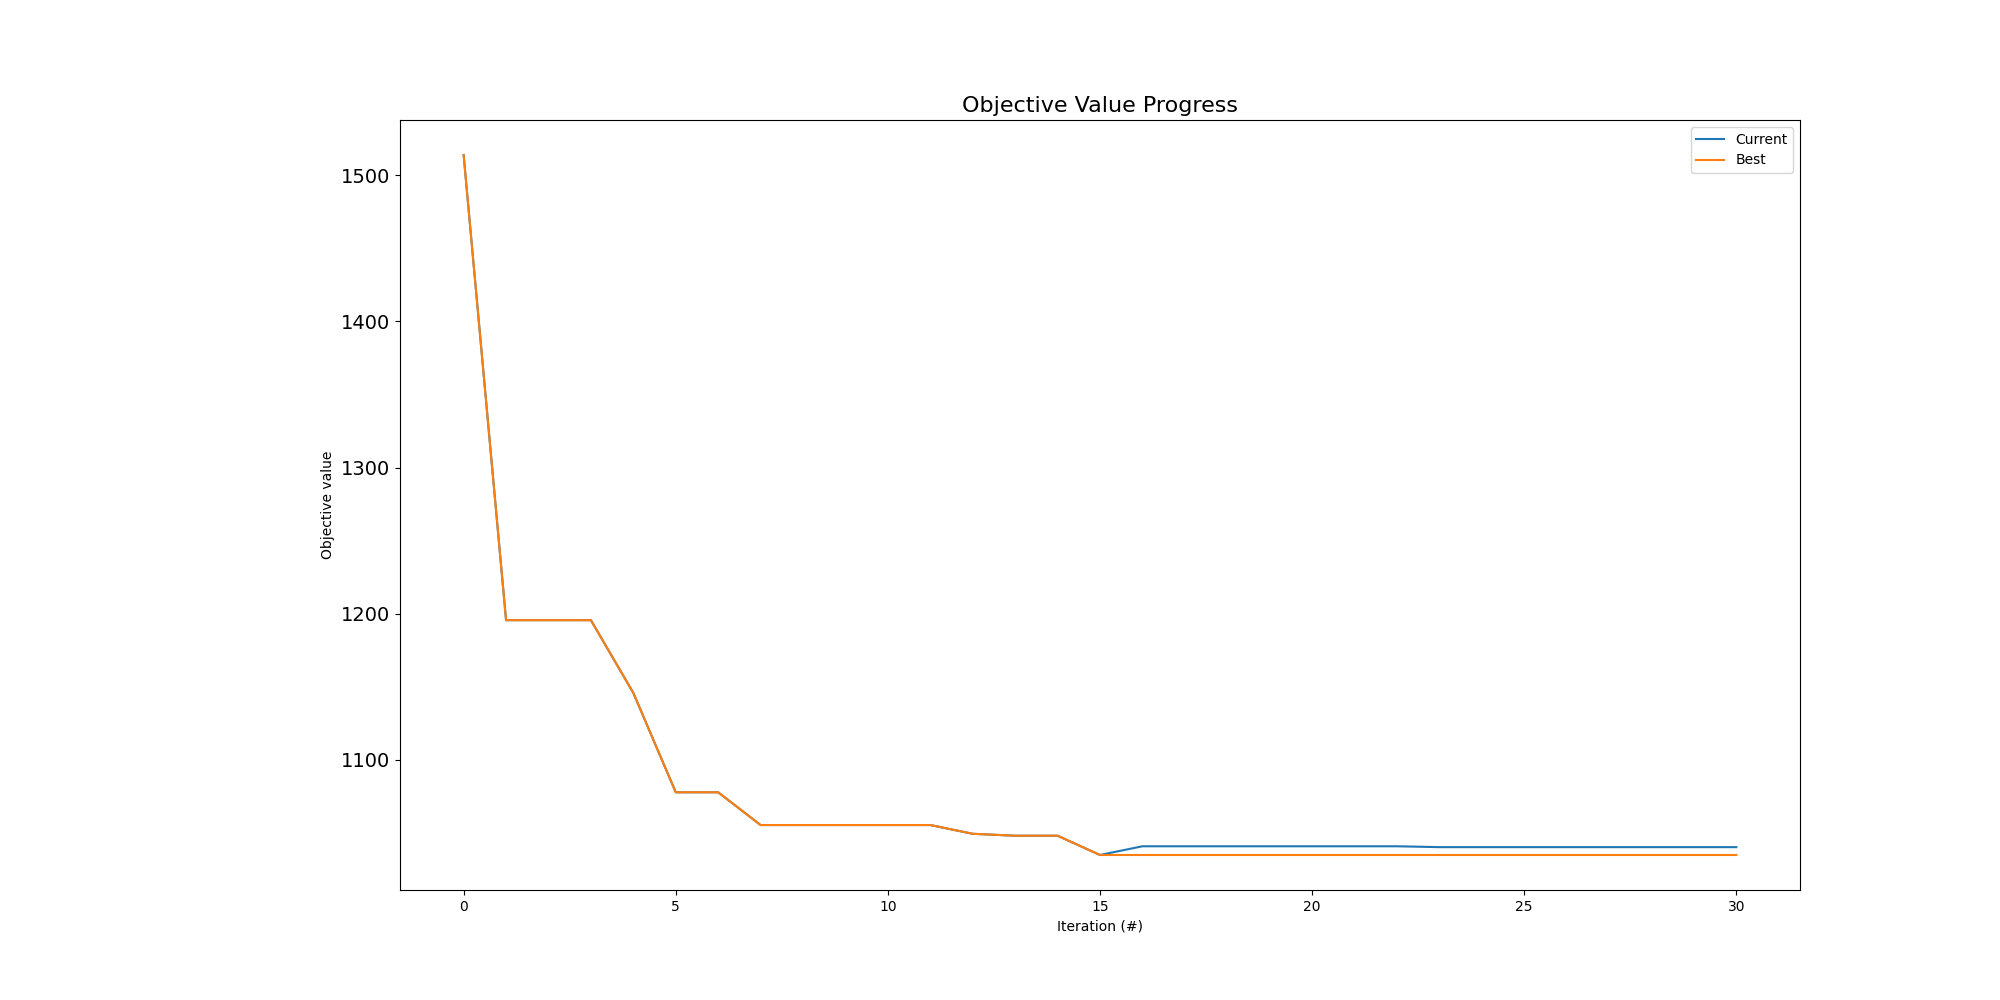 Objective Value Progress
Current
Best
1500
1400
1300
1200
1100
Objective value
0 5 10 15 20 25 30
Iteration (#)